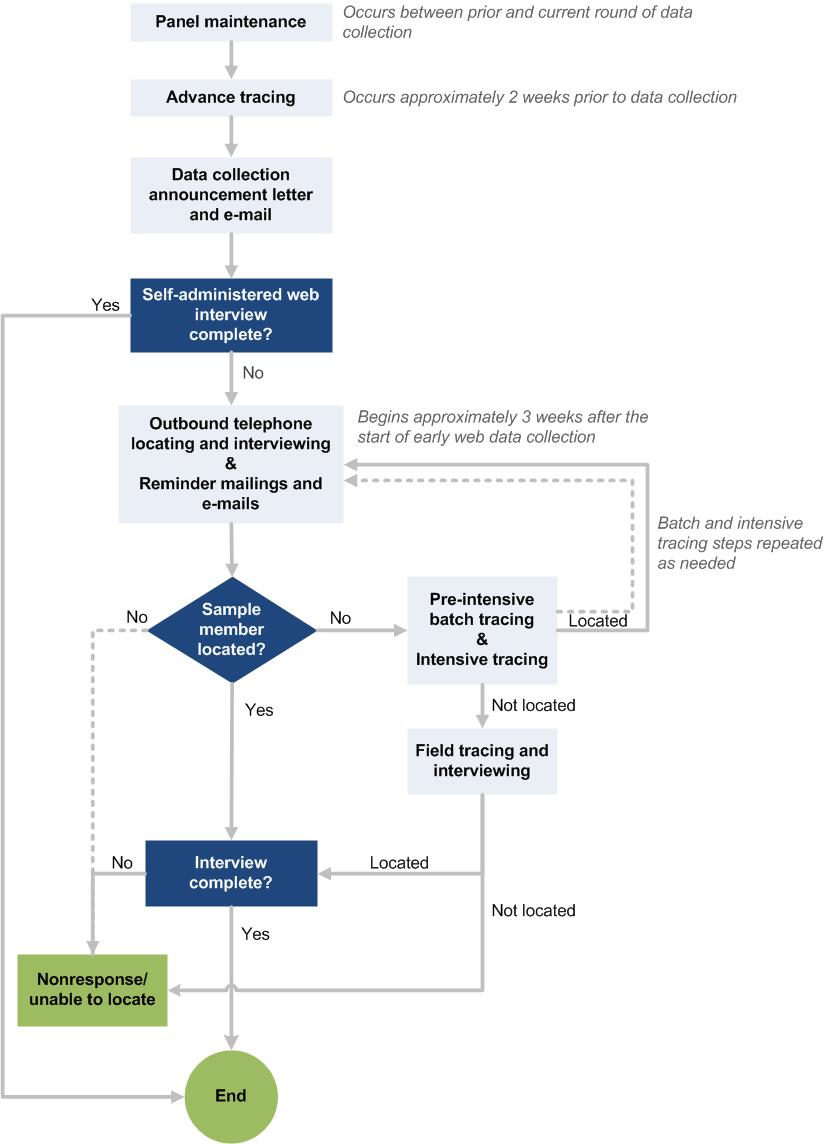 Panel maintenance
Occurs between prior and current round of data
collection
Advance tracing
Occurs approximately 2 weeks prior to data collection
Data collection
announcement letter
and e-mail
Self-administered web
interview
complete?
Yes
No
Outbound telephone
locating and interviewing
&
Reminder mailings and
e-mails
Begins approximately 3 weeks after the
start of early web data collection
Batch and intensive
tracing steps repeated
as needed
Sample
member
located?
No
No
Yes
Pre-intensive
batch tracing
&
Intensive tracing
Located
Not located
Field tracing and
interviewing
Interview
complete?
No
Located
Not located
Yes
Nonresponse/
unable to locate
End